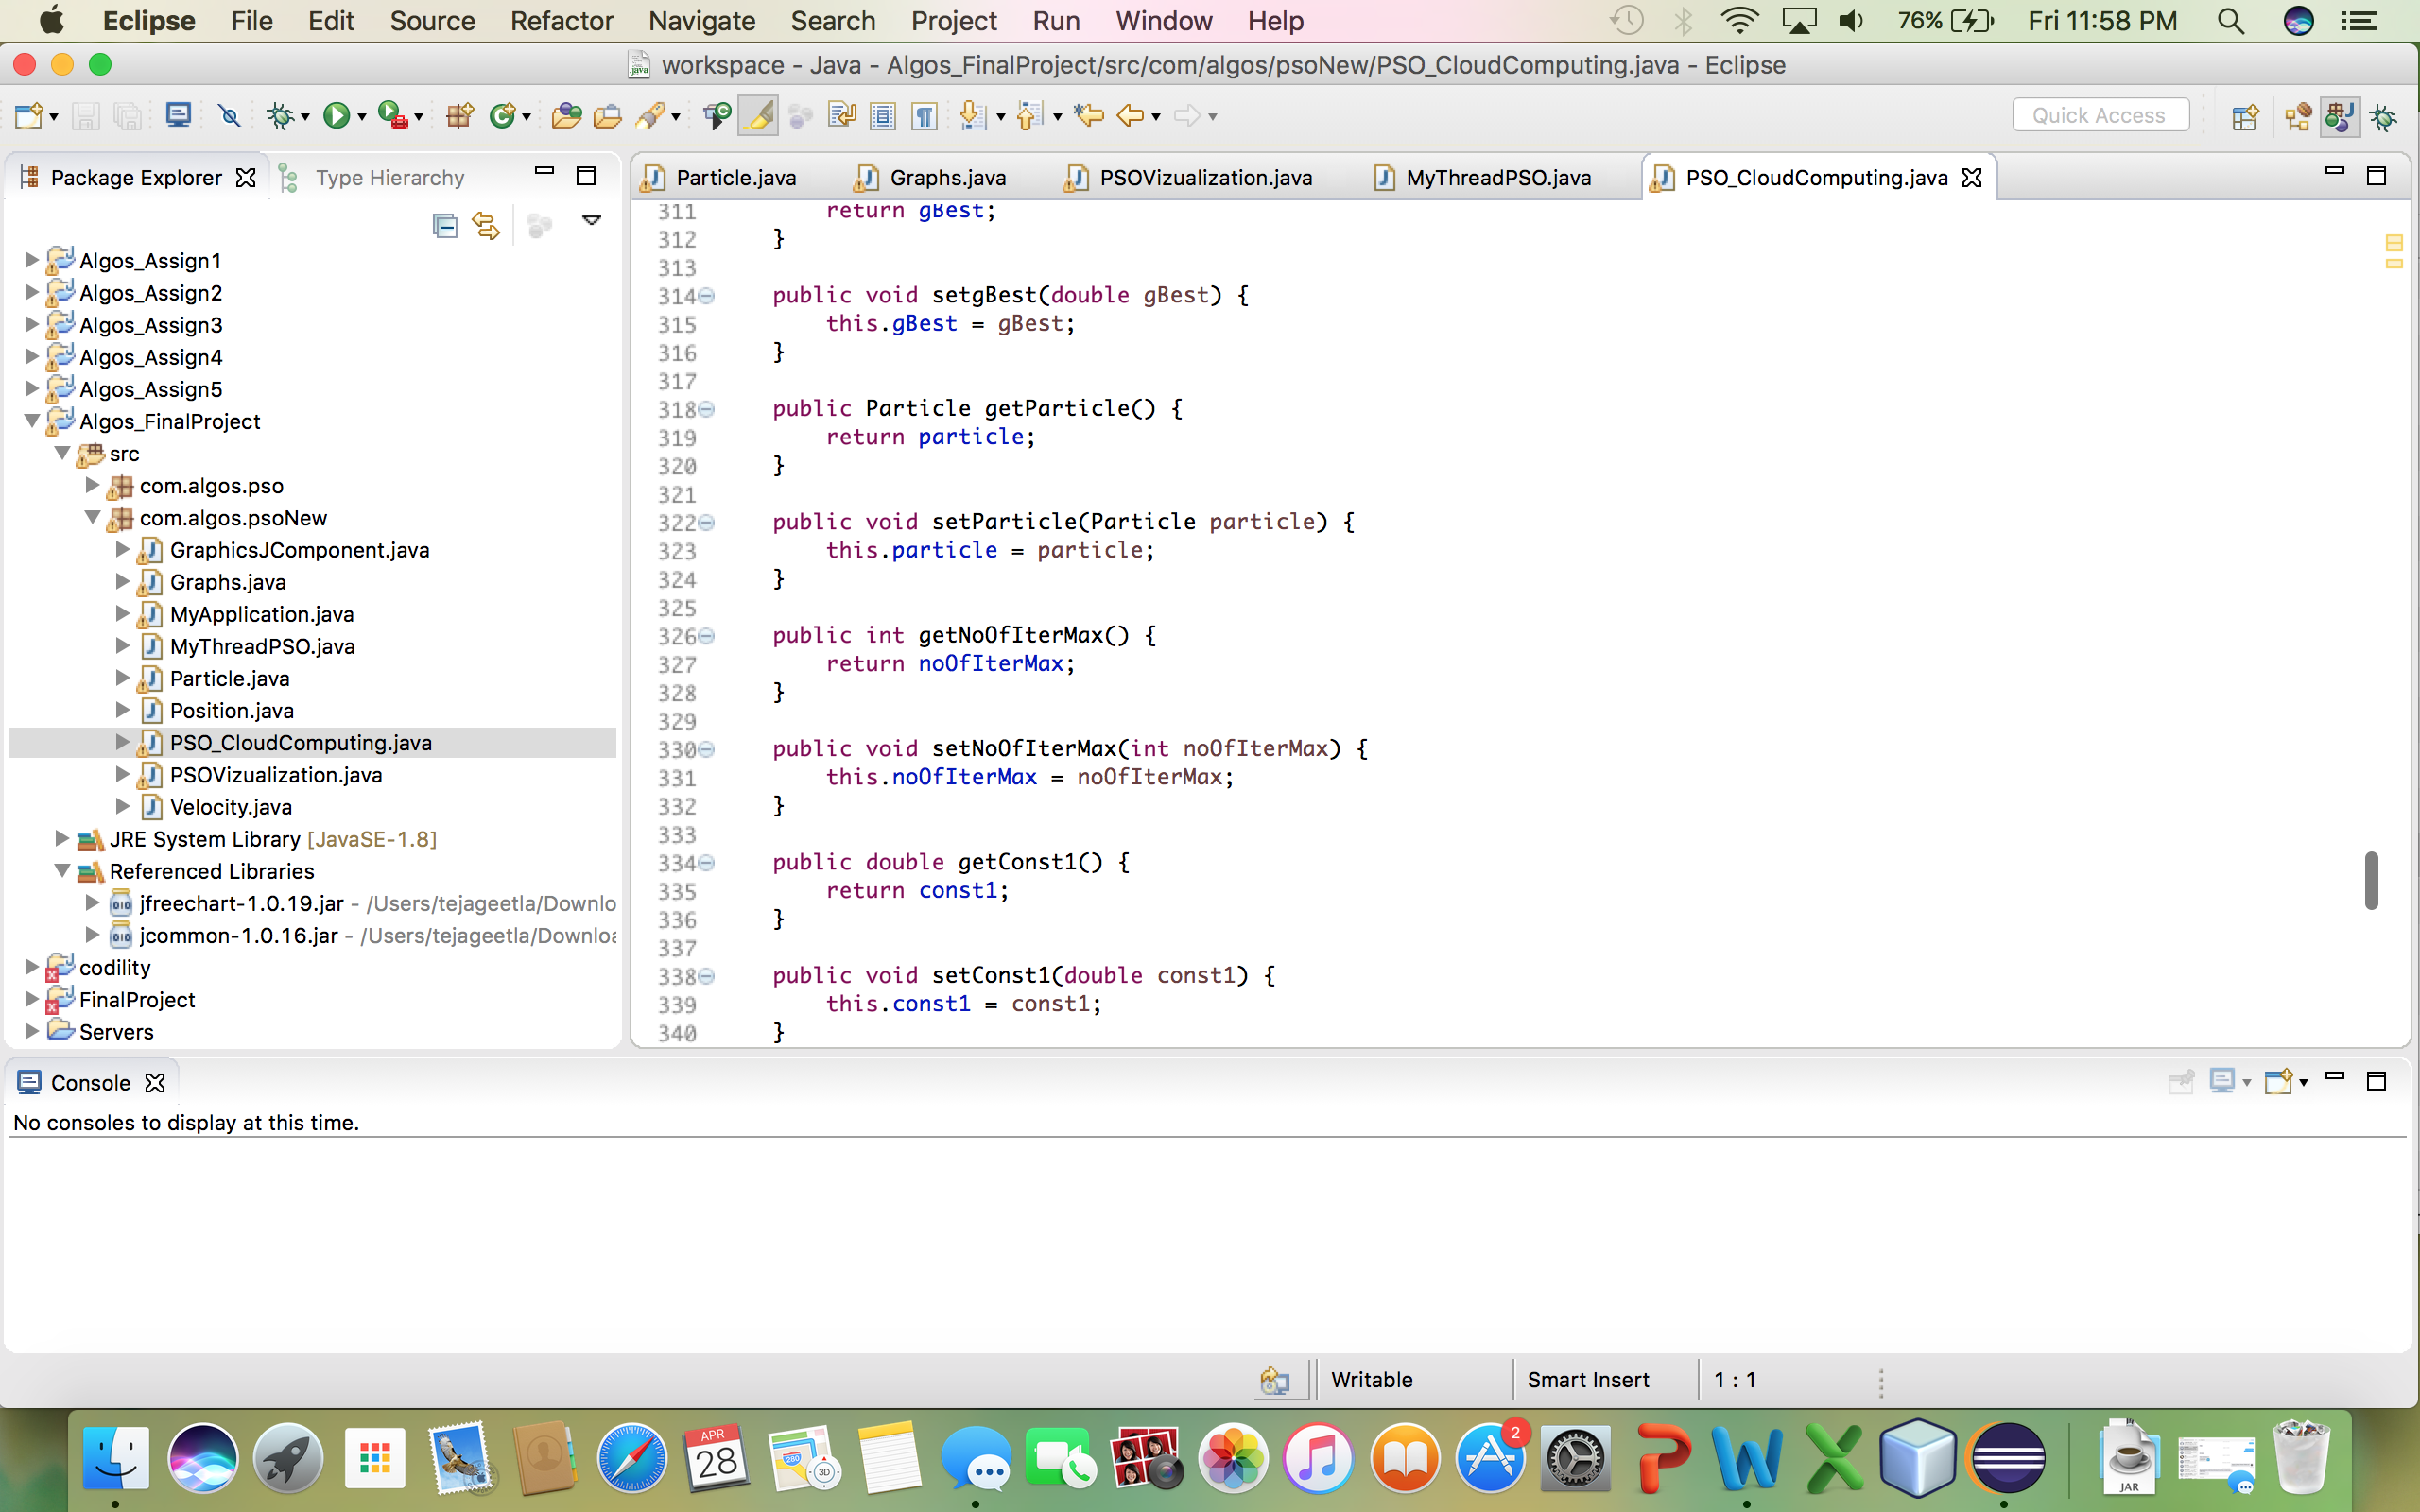 Eclipse File Edit Source Refactor Navigate Search Project Run Window Help 76% Fri 11:58 PM
workspace - Java - Algos_FinalProject/src/com/algos/psoNew/PSO_CloudComputing.java - Eclipse
Quick Access
Package Explorer Type Hierarchy
Algos_Assign1
Algos_Assign2
Algos_Assign3
Algos_Assign4
Algos_Assign5
Algos_FinalProject
src
com.algos.pso
com.algos.psoNew
GraphicsJComponent.java
Graphs.java
MyApplication.java
MyThreadPSO.java
Particle.java
Position.java
PSO_CloudComputing.java
PSOVizualization.java
Velocity.java
JRE System Library [JavaSE-1.8]
Referenced Libraries
jfreechart-1.0.19.jar - /Users/tejageetla/Downlo
jcommon-1.0.16.jar - /Users/tejageetla/Downloa
codility
FinalProject
Servers
Particle.java Graphs.java PSOVizualization.java MyThreadPSO.java PSO_CloudComputing.java
311 return gBest;
312 }
313
314 public void setgBest(double gBest) {
315 this.gBest = gBest;
316 }
317
318 public Particle getParticle() {
319 return particle;
320 }
321
322 public void setParticle(Particle particle) {
323 this.particle = particle;
324 }
325
326 public int getNoOfIterMax() {
327 return noOfIterMax;
328 }
329
330 public void setNoOfIterMax(int noOfIterMax) {
331 this.noOfIterMax = noOfIterMax;
332 }
333
334 public double getConst1() {
335 return const1;
336 }
337
338 public void setConst1(double const1) {
339 this.const1 = const1;
340 }
Console
No consoles to display at this time.
Writable Smart Insert 1 : 1
APR
28
280
3D
2
JAR